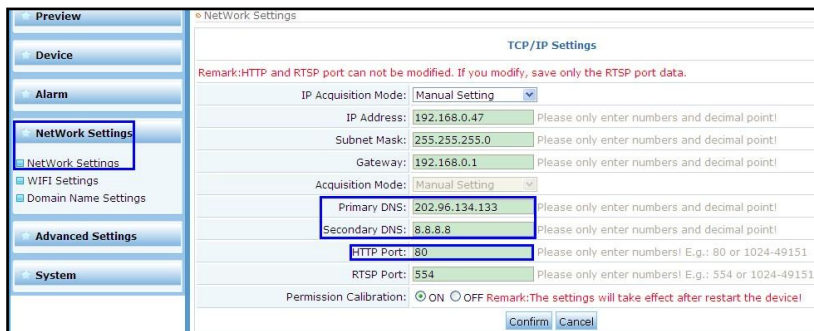 Preview
Device
Alarm
NetWork Settings
NetWork Settings
WIFI Settings
Domain Name Settings
Advanced Settings
System
NetWork Settings
TCP/IP Settings
Remark:HTTP and RTSP port can not be modified. If you modify, save only the RTSP port data.
IP Acquisition Mode: Manual Setting
IP Address: 192.168.0.47 Please only enter numbers and decimal point!
Subnet Mask: 255.255.255.0 Please only enter numbers and decimal point!
Gateway: 192.168.0.1 Please only enter numbers and decimal point!
Acquisition Mode: Manual Setting
Primary DNS: 202.96.134.133 Please only enter numbers and decimal point!
Secondary DNS: 8.8.8.8 Please only enter numbers and decimal point!
HTTP Port: 80 Please only enter numbers! E.g.: 80 or 1024-49151
RTSP Port: 554 Please only enter numbers! E.g.: 554 or 1024-49151
Permission Calibration: ON OFF Remark:The settings will take effect after restart the device!
Confirm Cancel